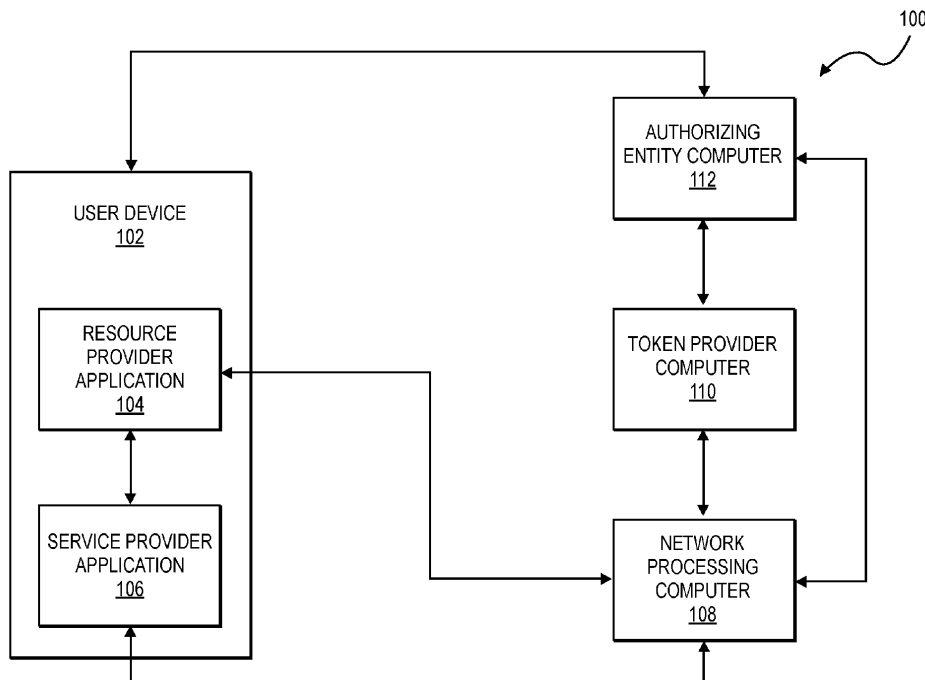 100
AUTHORIZING
ENTITY COMPUTER
112
USER DEVICE
102
RESOURCE
PROVIDER
APPLICATION
104
TOKEN PROVIDER
COMPUTER
110
SERVICE PROVIDER
APPLICATION
106
NETWORK
PROCESSING
COMPUTER
108